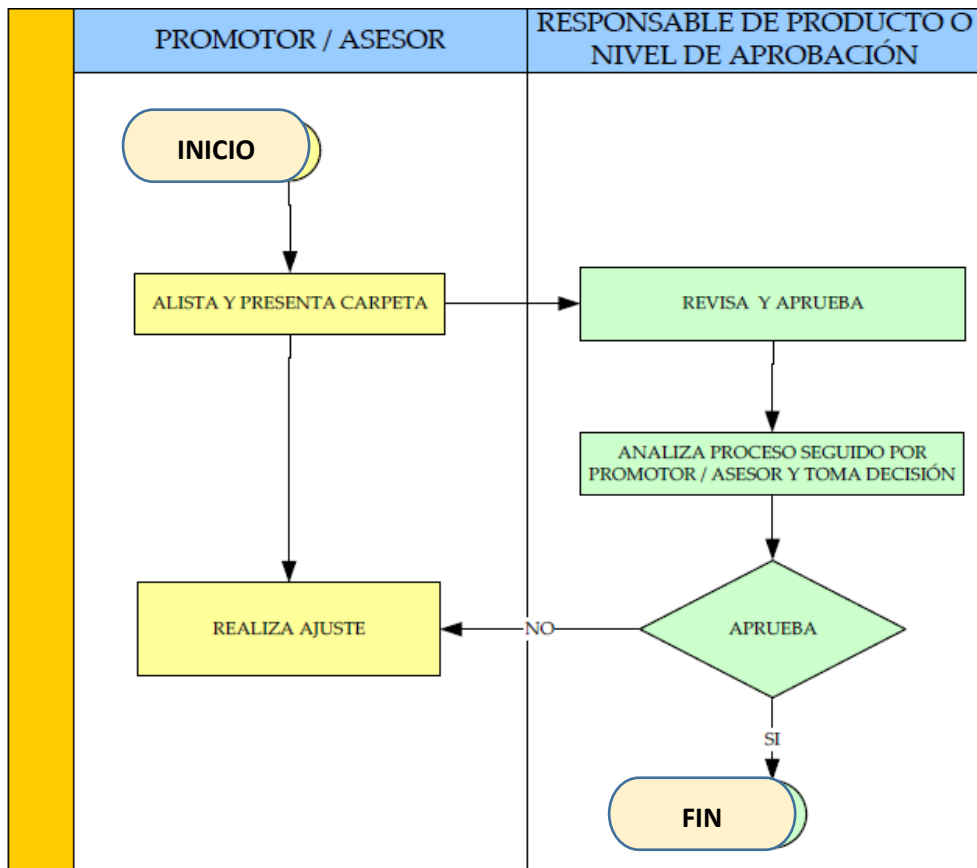 PROMOTOR / ASESOR
RESPONSABLE DE PRODUCTO O
NIVEL DE APROBACIÓN
INICIO
ALISTA Y PRESENTA CARPETA
REVISA Y APRUEBA
ANALIZA PROCESO SEGUIDO POR
PROMOTOR / ASESOR Y TOMA DECISIÓN
REALIZA AJUSTE
NO
APRUEBA
SI
FIN